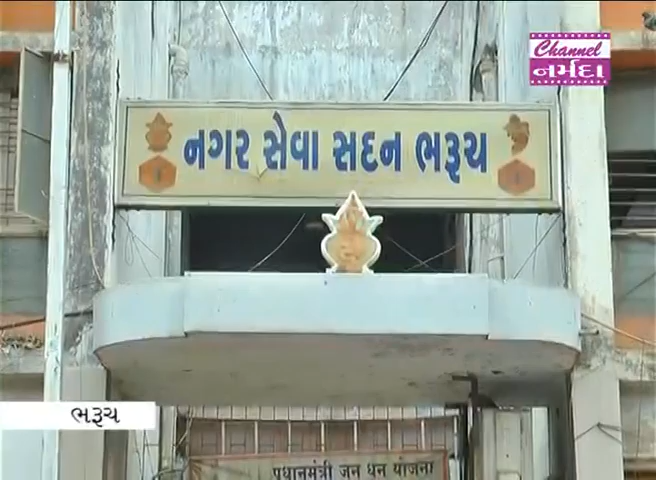 Channel
નર્મદા
નગર સેવા સદન ભરૂચ
ભરૂચ
પ્રધાનમંત્રી જન ધન યોજના